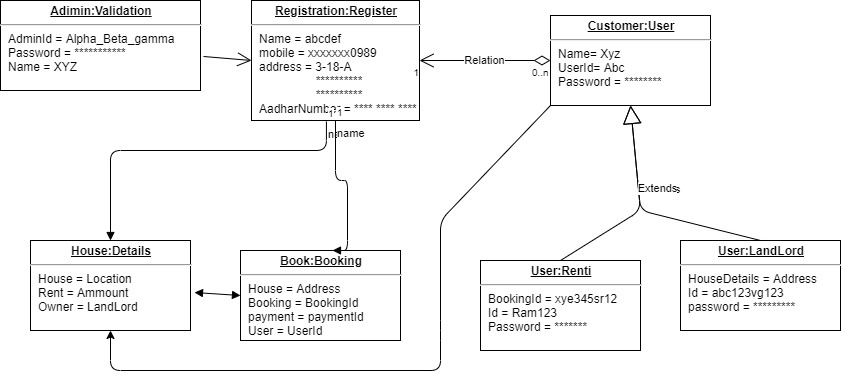 Adimin:Validation
AdminId = Alpha_Beta_gamma
Password = ***********
Name = XYZ
Registration:Register
Name = abcdef
mobile = xxxxxxx0989
address = 3-18-A
**********
**********
AadharNumber = **** **** ****
Customer:User
Name= Xyz
UserId= Abc
Password = ********
Relation
1
0..n
1
1
n
name
Extends
House:Details
House = Location
Rent = Ammount
Owner = LandLord
Book:Booking
House = Address
Booking = BookingId
payment = paymentId
User = UserId
User:Renti
BookingId = xye345sr12
Id = Ram123
Password = *******
User:LandLord
HouseDetails = Address
Id = abc123vg123
password = *********